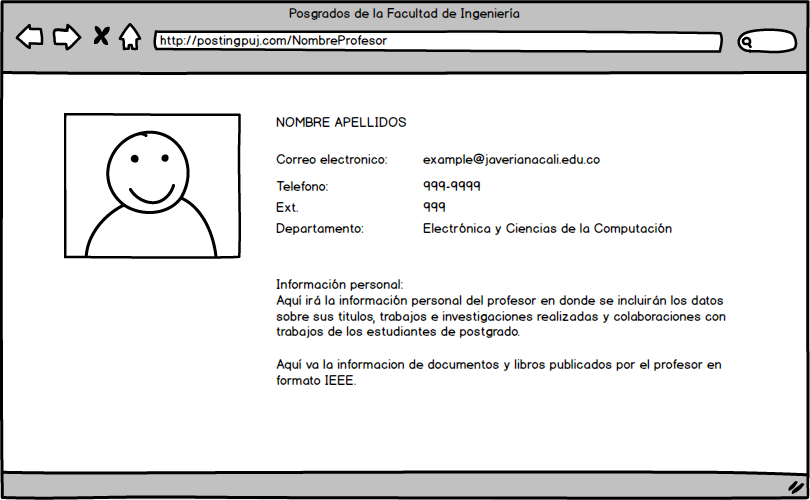 Posgrados de la Facultad de Ingeniería
http://postingpuj.com/NombreProfesor
NOMBRE APELLIDOS
Correo electronico: example@javerianacali.edu.co
Telefono: 999-9999
Ext. 999
Departamento: Electrónica y Ciencias de la Computación
Información personal:
Aquí irá la información personal del profesor en donde se incluirán los datos
sobre sus titulos, trabajos e investigaciones realizadas y colaboraciones con
trabajos de los estudiantes de postgrado.
Aquí va la informacion de documentos y libros publicados por el profesor en
formato IEEE.